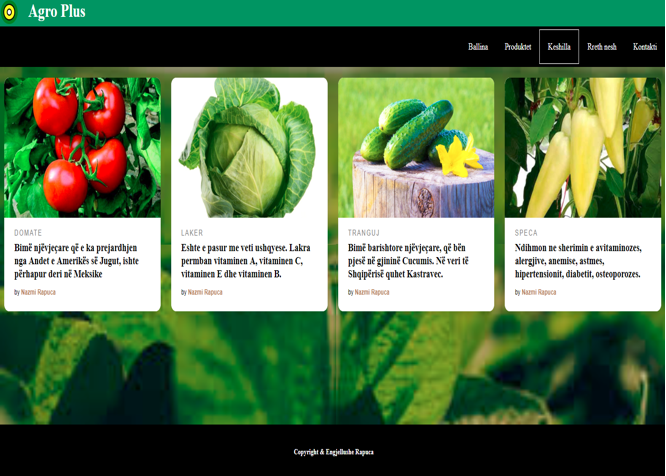 Agro Plus
Ballina Produktet Keshilla Rreth nesh Kontakti
DOMATE
Bimë njëvjeçare që e ka prejardhjen
nga Andet e Amerikës së Jugut, ishte
përhapur deri në Meksike
by Nazmi Rapuca
LAKER
Eshte e pasur me veti ushqyese. Lakra
permban vitaminen A, vitaminen C,
vitaminen E dhe vitaminen B.
by Nazmi Rapuca
TRANGUJ
Bimë barishtore njëvjeçare, që bën
pjesë në gjininë Cucumis. Në veri të
Shqipërisë quhet Kastravec.
by Nazmi Rapuca
SPECA
Ndihmon ne sherimin e avitaminozes,
alergjive, anemise, astmes,
hipertensionit, diabetit, osteoporozes.
by Nazmi Rapuca
Copyright & Engjellushe Rapuca